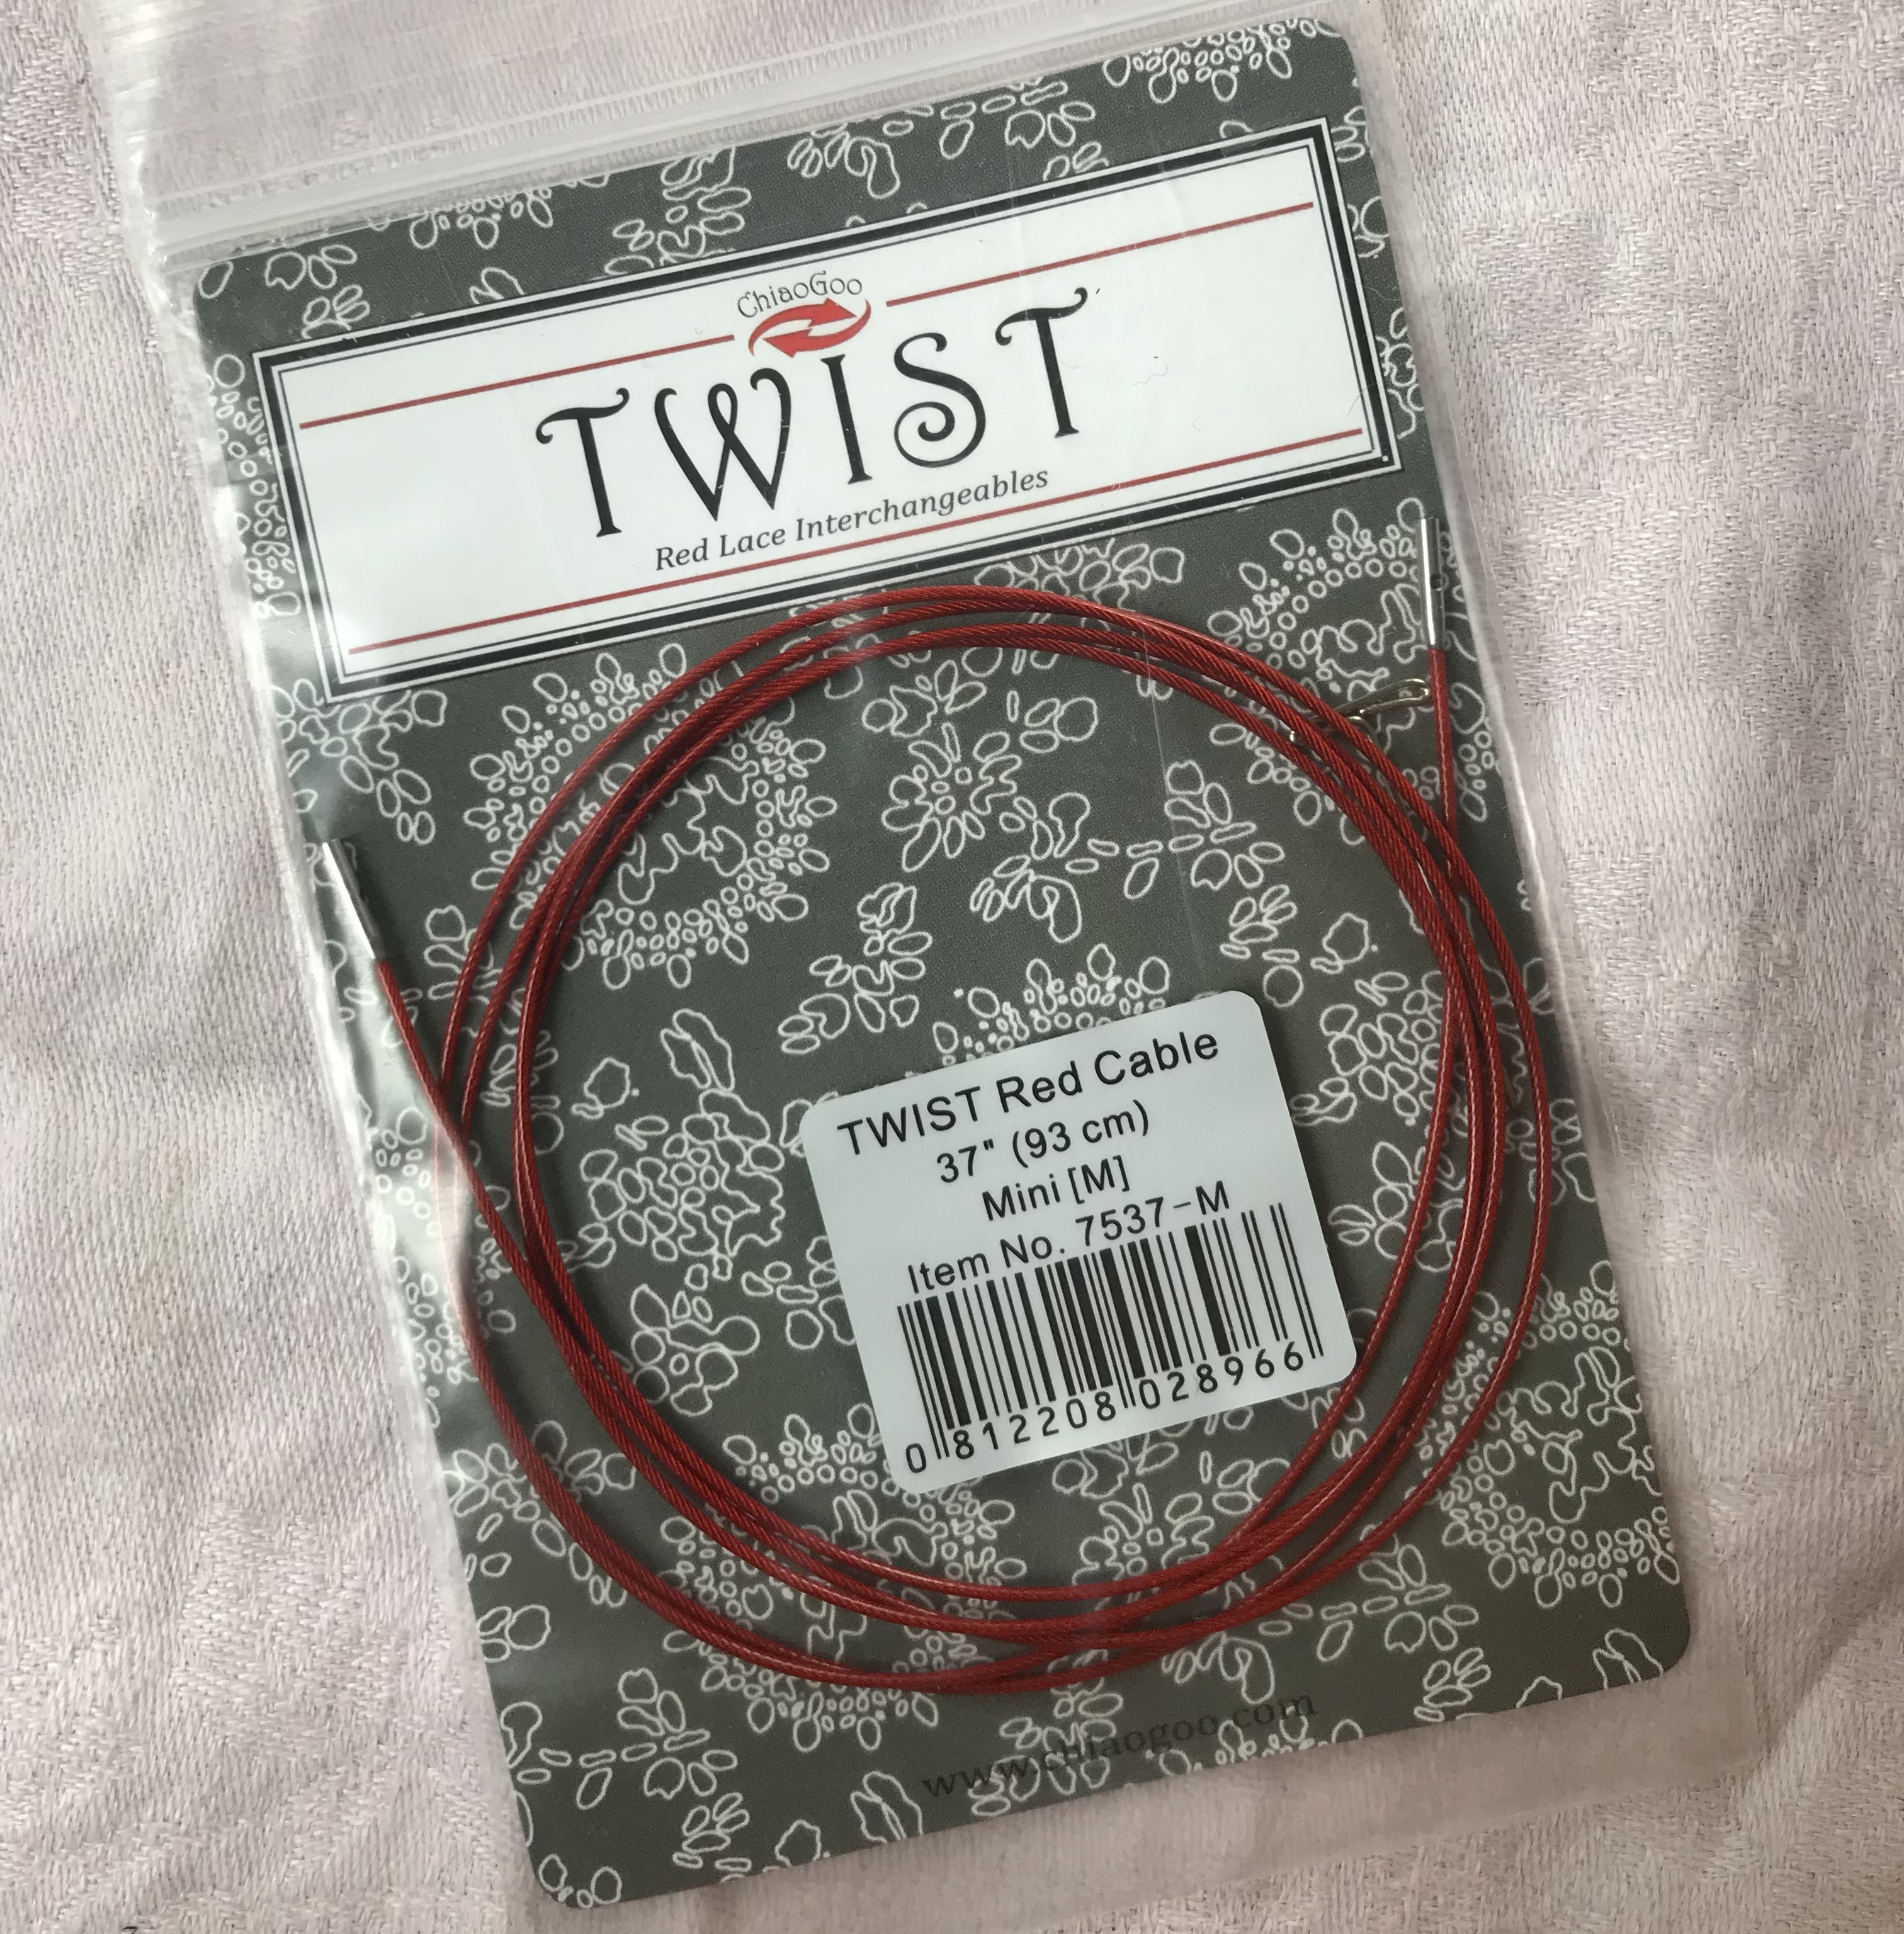 ChiaoGoo
TWIST
Red Lace Interchangeables
TWIST Red Cable
37" (93 cm)
Mini [M]
Item No. 7537-M
0 812208 028966
www.chiaogoo.com